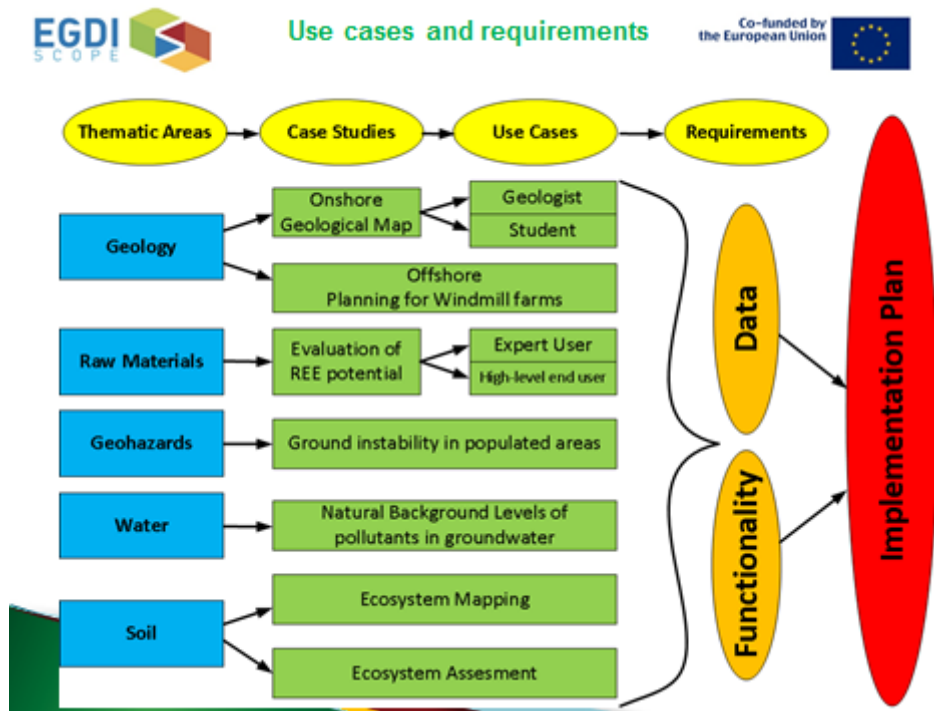 EGDI
SCOPE
Use cases and requirements
Co-funded by
the European Union
Thematic Areas
Case Studies
Use Cases
Requirements
Geology
Onshore
Geological Map
Geologist
Student
Offshore
Planning for Windmill farms
Raw Materials
Evaluation of
REE potential
Expert User
High-level end user
Geohazards
Ground instability in populated areas
Water
Natural Background Levels of
pollutants in groundwater
Soil
Ecosystem Mapping
Ecosystem Assesment
Data
Functionality
Implementation Plan